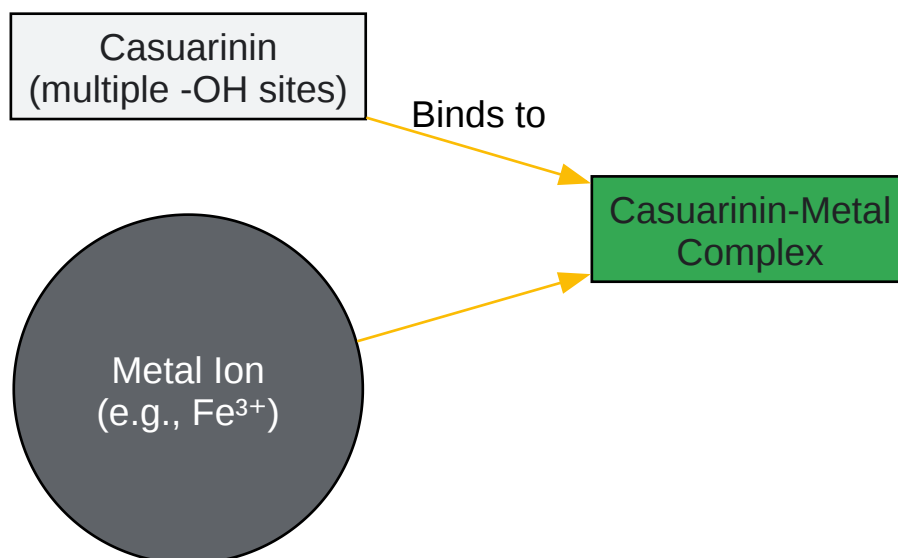 Casuarinin
(multiple -OH sites)
Binds to
Casuarinin-Metal
Complex
Metal Ion
(e.g., Fe³⁺)